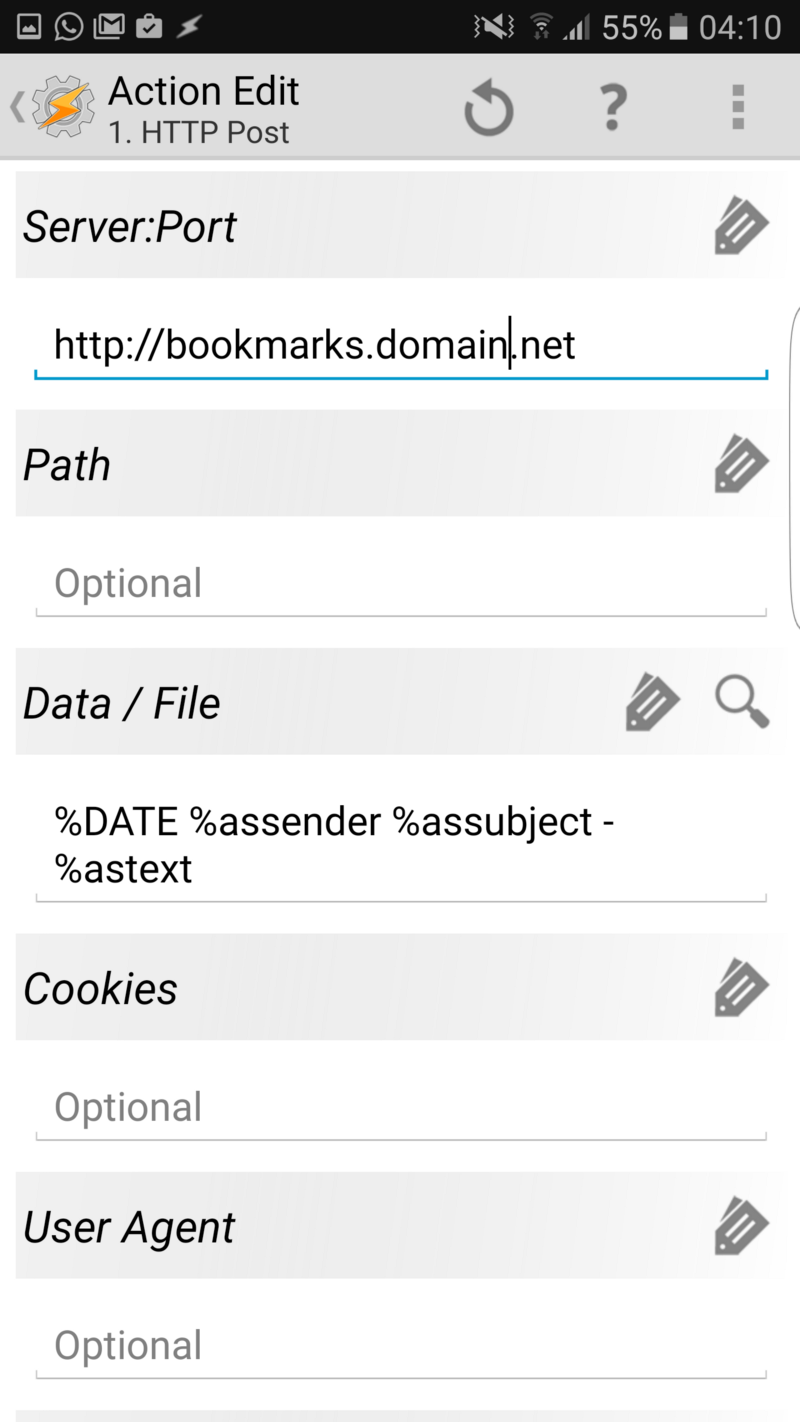 55% 04:10
Action Edit
1. HTTP Post
Server:Port
http://bookmarks.domain.net
Path
Optional
Data / File
%DATE %assender %assubject -
%astext
Cookies
Optional
User Agent
Optional